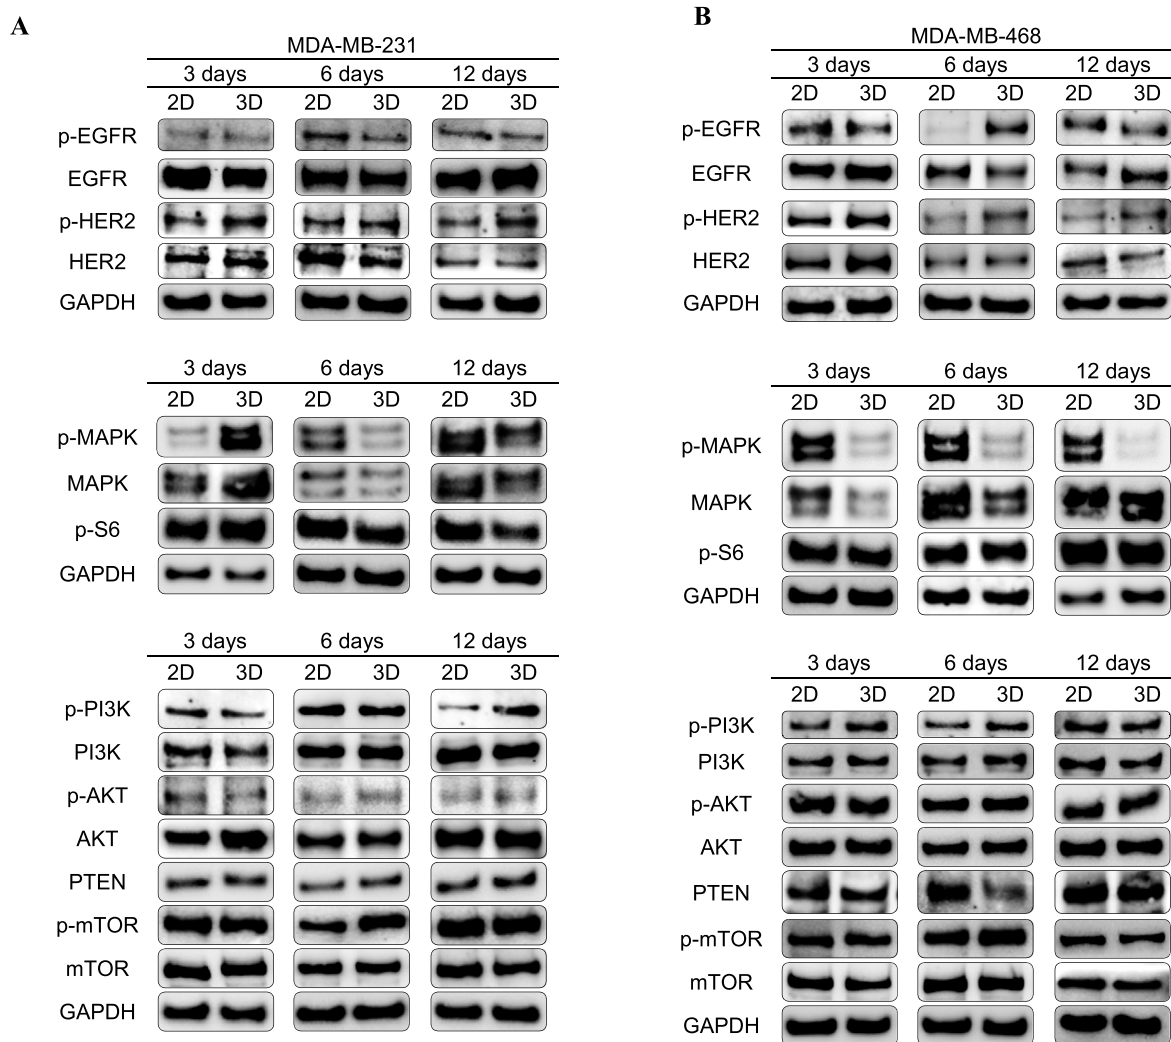 A
MDA-MB-231
3 days 6 days 12 days
2D 3D 2D 3D 2D 3D
p-EGFR
EGFR
p-HER2
HER2
GAPDH
3 days 6 days 12 days
2D 3D 2D 3D 2D 3D
p-MAPK
MAPK
p-S6
GAPDH
3 days 6 days 12 days
2D 3D 2D 3D 2D 3D
p-PI3K
PI3K
p-AKT
AKT
PTEN
p-mTOR
mTOR
GAPDH
B
MDA-MB-468
3 days 6 days 12 days
2D 3D 2D 3D 2D 3D
p-EGFR
EGFR
p-HER2
HER2
GAPDH
3 days 6 days 12 days
2D 3D 2D 3D 2D 3D
p-MAPK
MAPK
p-S6
GAPDH
3 days 6 days 12 days
2D 3D 2D 3D 2D 3D
p-PI3K
PI3K
p-AKT
AKT
PTEN
p-mTOR
mTOR
GAPDH